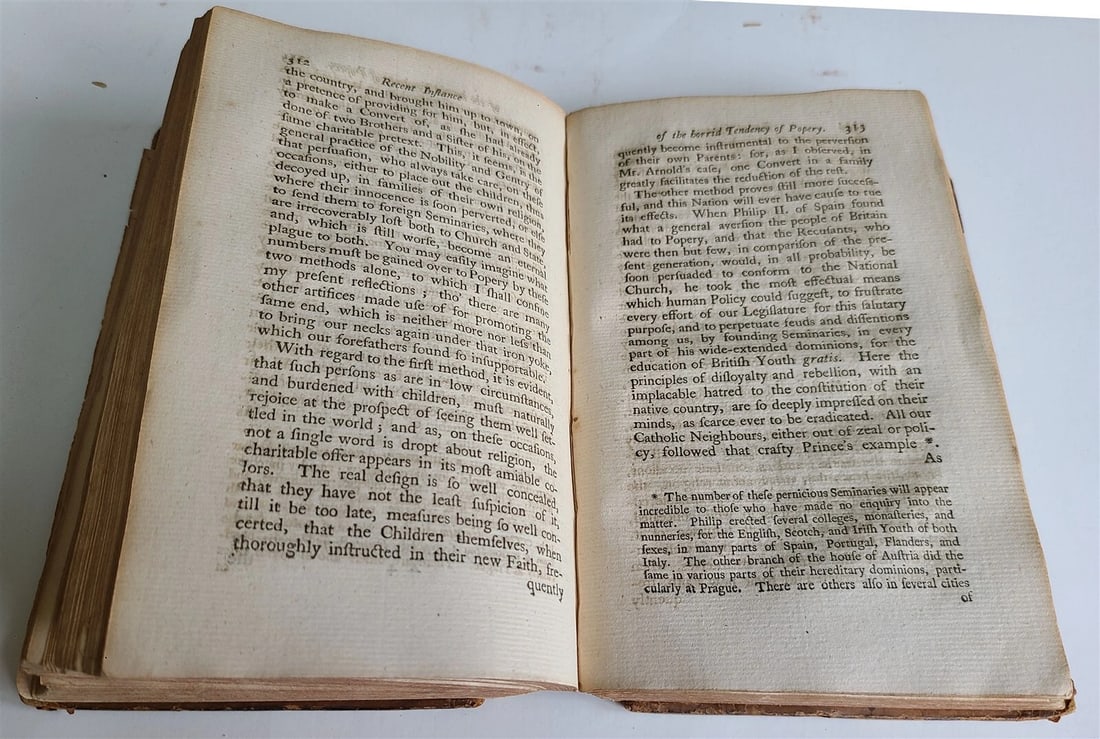 312 Recent Inſtance
the country, and brought him up to town, on
a pretence of providing for him, but, in effect
to make a Convert of, as ſhe had already
done of two Brothers and a Siſter of his, on the
ſame charitable pretext. This, it ſeems, is the
general practice of the Nobility and Gentry of
that perſuaſion, who always take care, on theſe
occaſions, either to place out the children, thus
decoyed up, in families of their own religion,
where their innocence is ſoon perverted, or elſe
to ſend them to foreign Seminaries, where they
are irrecoverably loſt both to Church and State,
and, which is ſtill worſe, become an eternal
plague to both. You may eaſily imagine what
numbers muſt be gained over to Popery by theſe
two methods alone, to which I ſhall confine
my preſent reflections; tho' there are many
other artifices made uſe of for promoting the
ſame end, which is neither more nor leſs than
to bring our necks again under that iron yoke,
which our forefathers found ſo inſupportable.
With regard to the firſt method, it is evident,
that ſuch perſons as are in low circumſtances,
and burdened with children, muſt naturally
rejoice at the proſpect of ſeeing them well ſet-
tled in the world; and as, on theſe occaſions,
not a ſingle word is dropt about religion, the
charitable offer appears in its moſt amiable co-
lors. The real deſign is ſo well concealed,
that they have not the leaſt ſuſpicion of it,
till it be too late, meaſures being ſo well con-
certed, that the Children themſelves, when
thoroughly inſtructed in their new Faith, fre-
quently
of the horrid Tendency of Popery. 313
quently become inſtrumental to the perverſion
of their own Parents: for, as I obſerved, in
Mr. Arnold's caſe, one Convert in a family
greatly facilitates the reduction of the reſt.
The other method proves ſtill more ſucceſs-
ful, and this Nation will ever have cauſe to rue
its effects. When Philip II. of Spain found
what a general averſion the people of Britain
had to Popery, and that the Recuſants, who
were then but few, in compariſon of the pre-
ſent generation, would, in all probability, be
ſoon perſuaded to conform to the National
Church, he took the moſt effectual means
which human Policy could ſuggeſt, to fruſtrate
every effort of our Legiſlature for this ſalutary
purpoſe, and to perpetuate feuds and diſſentions
among us, by founding Seminaries, in every
part of his wide-extended dominions, for the
education of Britiſh Youth gratis. Here the
principles of diſloyalty and rebellion, with an
implacable hatred to the conſtitution of their
native country, are ſo deeply impreſſed on their
minds, as ſcarce ever to be eradicated. All our
Catholic Neighbours, either out of zeal or poli-
cy, followed that crafty Prince's example *.
As
* The number of theſe pernicious Seminaries will appear
incredible to thoſe who have made no enquiry into the
matter. Philip erected ſeveral colleges, monaſteries, and
nunneries, for the Engliſh, Scotch, and Iriſh Youth of both
ſexes, in many parts of Spain, Portugal, Flanders, and
Italy. The other branch of the houſe of Auſtria did the
ſame in various parts of their hereditary dominions, parti-
cularly at Prague. There are others alſo in ſeveral cities
of